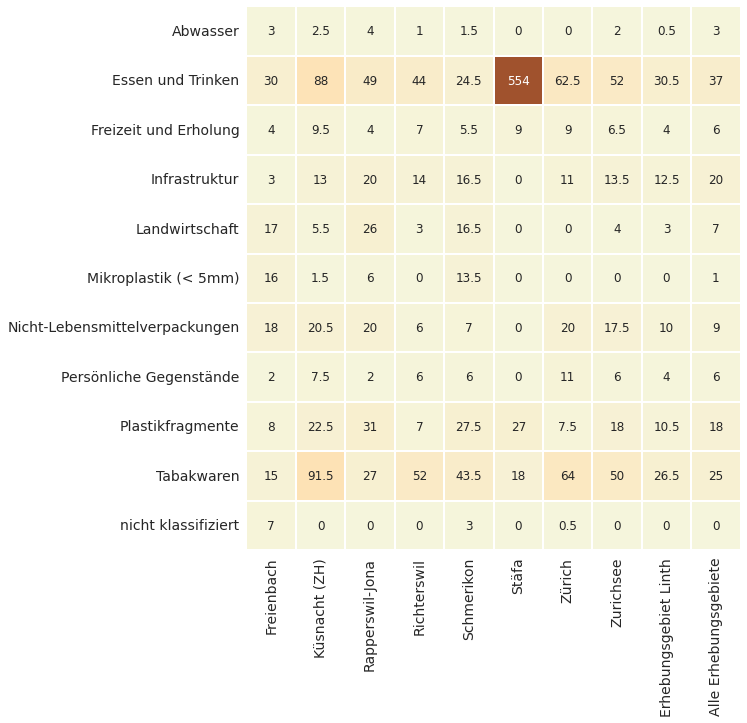 Abwasser 3 2.5 4 1 1.5 0 0 2 0.5 3
Essen und Trinken 30 88 49 44 24.5 554 62.5 52 30.5 37
Freizeit und Erholung 4 9.5 4 7 5.5 9 9 6.5 4 6
Infrastruktur 3 13 20 14 16.5 0 11 13.5 12.5 20
Landwirtschaft 17 5.5 26 3 16.5 0 0 4 3 7
Mikroplastik (< 5mm) 16 1.5 6 0 13.5 0 0 0 0 1
Nicht-Lebensmittelverpackungen 18 20.5 20 6 7 0 20 17.5 10 9
Persönliche Gegenstände 2 7.5 2 6 6 0 11 6 4 6
Plastikfragmente 8 22.5 31 7 27.5 27 7.5 18 10.5 18
Tabakwaren 15 91.5 27 52 43.5 18 64 50 26.5 25
nicht klassifiziert 7 0 0 0 3 0 0.5 0 0 0
Freienbach
Küsnacht (ZH)
Rapperswil-Jona
Richterswil
Schmerikon
Stäfa
Zürich
Zurichsee
Erhebungsgebiet Linth
Alle Erhebungsgebiete